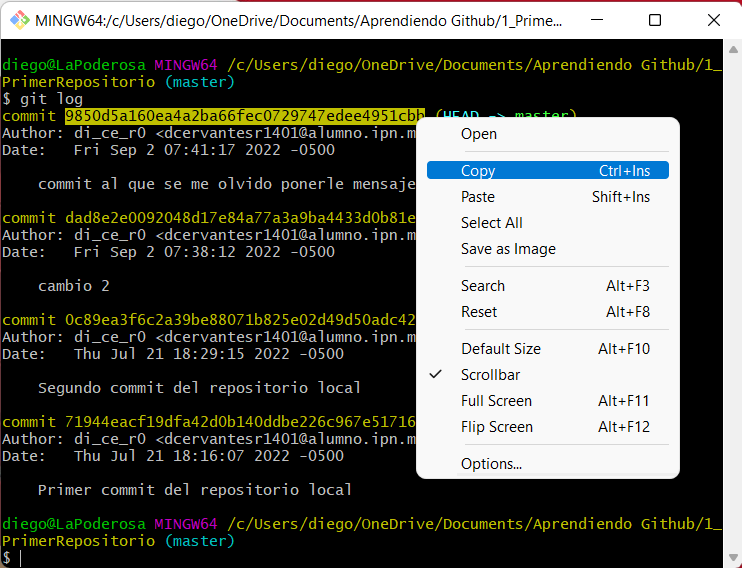 MINGW64:/c/Users/diego/OneDrive/Documents/Aprendiendo Github/1_Prime...
diego@LaPoderosa MINGW64 /c/Users/diego/OneDrive/Documents/Aprendiendo Github/1_
PrimerRepositorio (master)
$ git log
commit 9850d5a160ea4a2ba66fec0729747edee4951cbb (HEAD -> master)
Author: di_ce_r0 <dcervantesr1401@alumno.ipn.m
Date:   Fri Sep 2 07:41:17 2022 -0500
commit al que se me olvido ponerle mensaje
commit dad8e2e0092048d17e84a77a3a9ba4433d0b81e
Author: di_ce_r0 <dcervantesr1401@alumno.ipn.m
Date:   Fri Sep 2 07:38:12 2022 -0500
cambio 2
commit 0c89ea3f6c2a39be88071b825e02d49d50adc42
Author: di_ce_r0 <dcervantesr1401@alumno.ipn.m
Date:   Thu Jul 21 18:29:15 2022 -0500
Segundo commit del repositorio local
commit 71944eacf19dfa42d0b140ddbe226c967e51716
Author: di_ce_r0 <dcervantesr1401@alumno.ipn.m
Date:   Thu Jul 21 18:16:07 2022 -0500
Primer commit del repositorio local
diego@LaPoderosa MINGW64 /c/Users/diego/OneDrive/Documents/Aprendiendo Github/1_
PrimerRepositorio (master)
$
Open
Copy Ctrl+Ins
Paste Shift+Ins
Select All
Save as Image
Search Alt+F3
Reset Alt+F8
Default Size Alt+F10
Scrollbar
Full Screen Alt+F11
Flip Screen Alt+F12
Options...